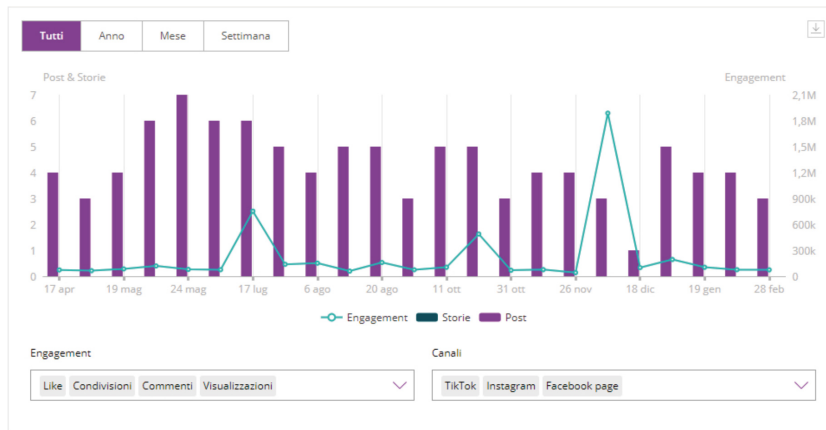 Tutti Anno Mese Settimana
Post & Storie Engagement
7 2,1M
6 1,8M
5 1,5M
4 1,2M
3 900k
2 600k
1 300k
0 0
17 apr 19 mag 24 mag 17 lug 6 ago 20 ago 11 ott 31 ott 26 nov 18 dic 19 gen 28 feb
Engagement Storie Post
Engagement Canali
Like Condivisioni Commenti Visualizzazioni TikTok Instagram Facebook page